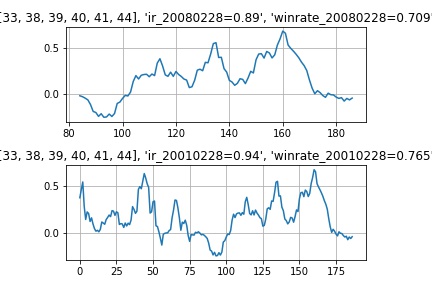 [33, 38, 39, 40, 41, 44], 'ir_20080228=0.89', 'winrate_20080228=0.709'
0.5
0.0
80 100 120 140 160 180
[33, 38, 39, 40, 41, 44], 'ir_20010228=0.94', 'winrate_20010228=0.765'
0.5
0.0
0 25 50 75 100 125 150 175